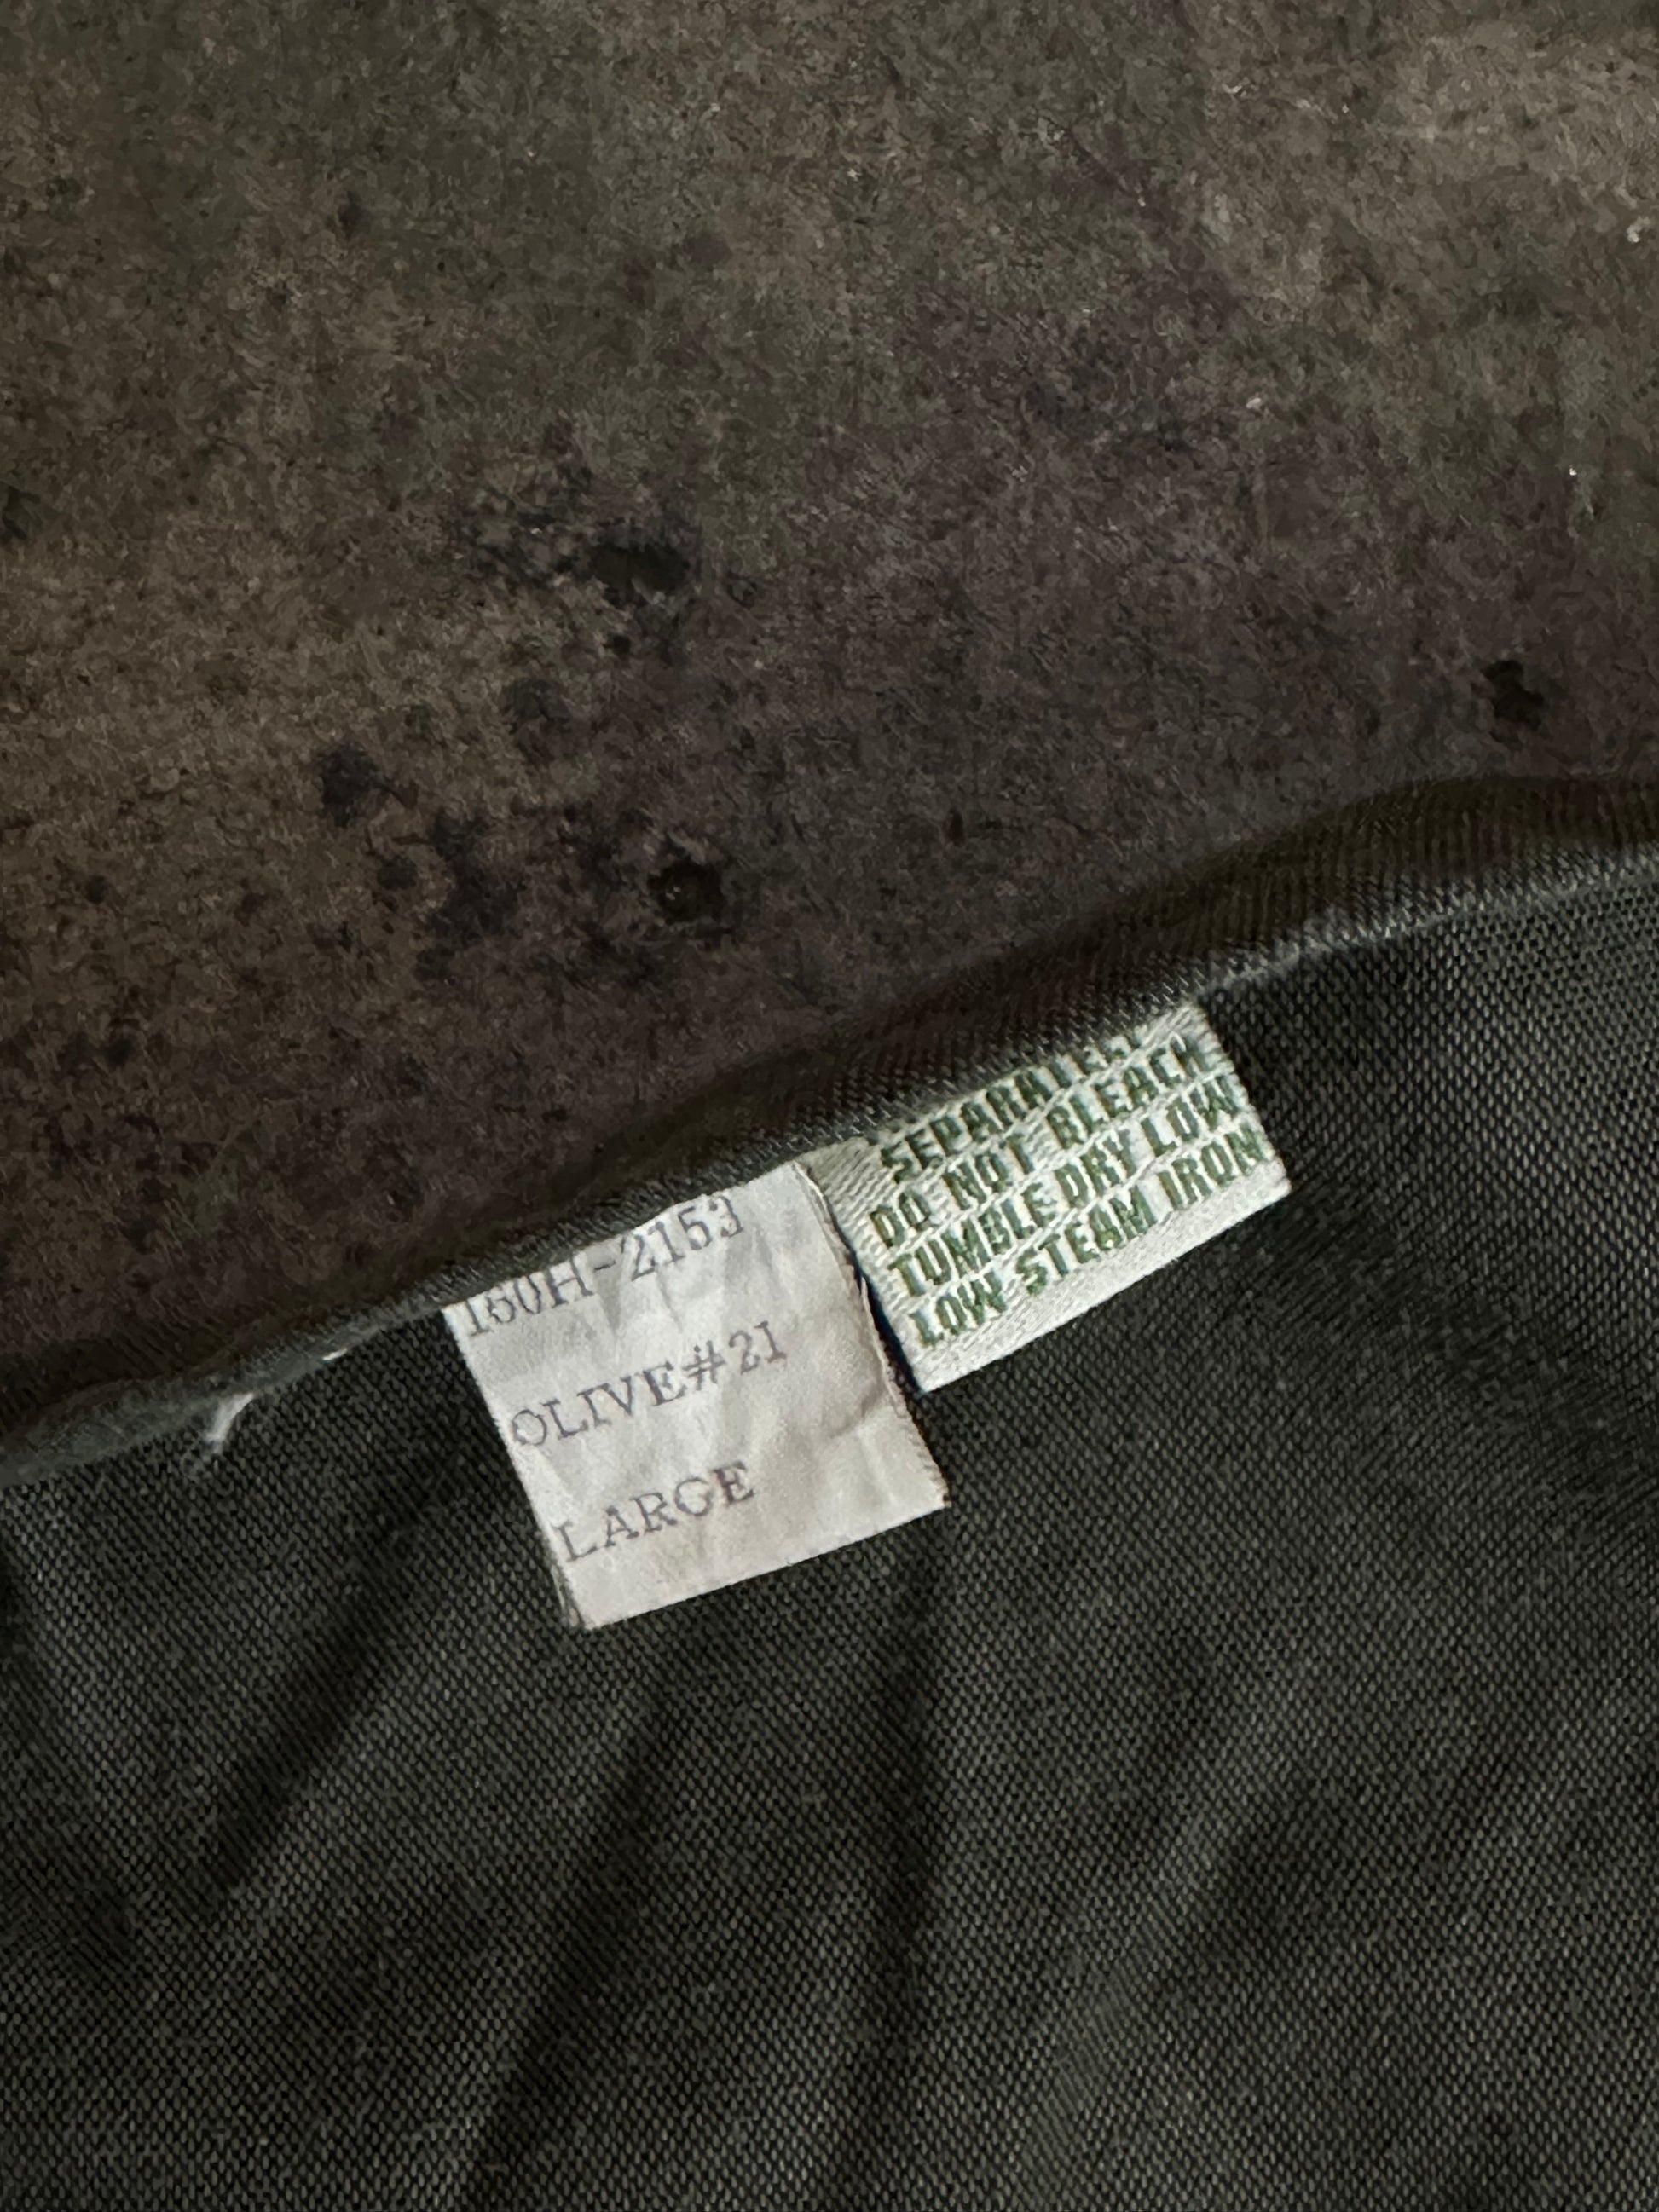 160H-2153
OLIVE#21
LARGE
SEPARATELY
DO NOT BLEACH
TUMBLE DRY LOW
LOW STEAM IRON